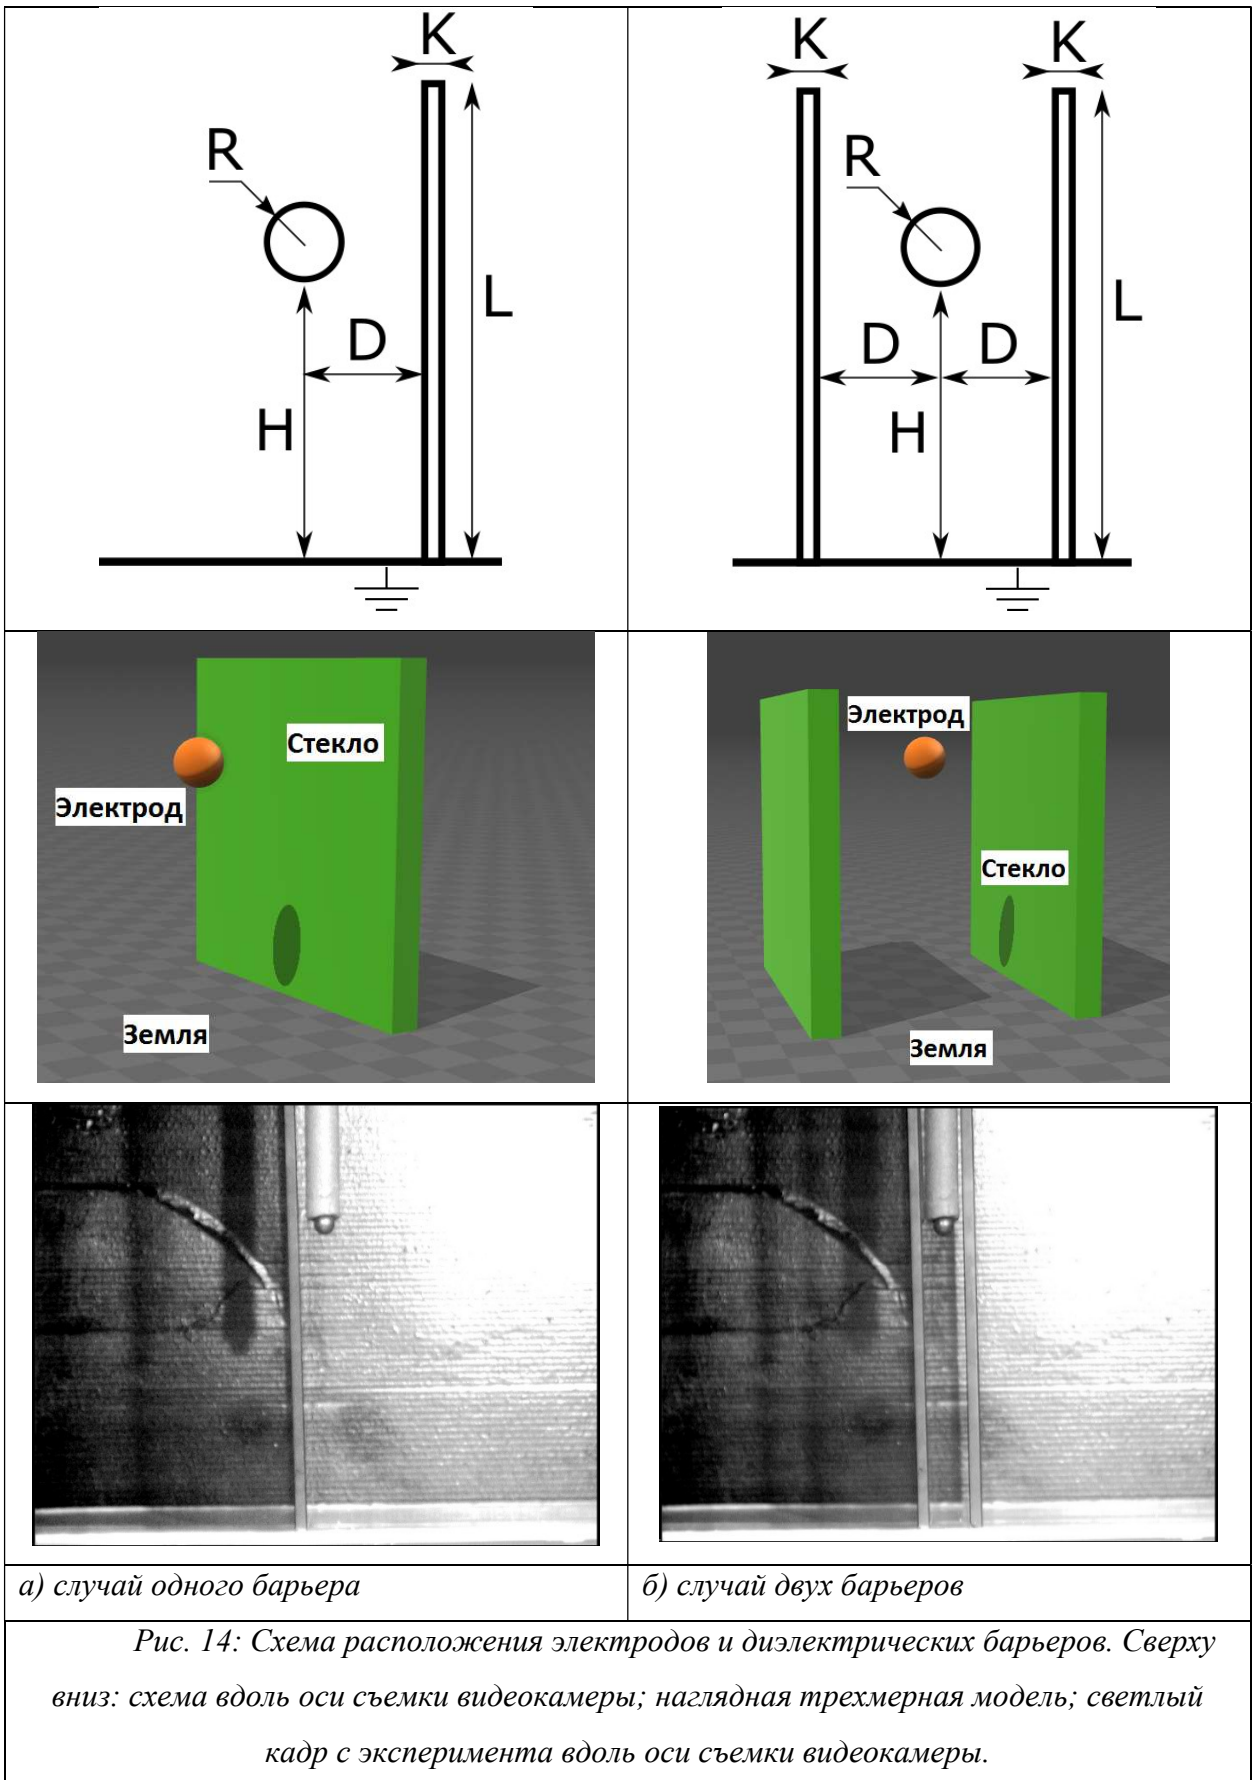 K
R
D
H
L
K
K
R
D
D
H
L
Стекло
Электрод
Земля
Электрод
Стекло
Земля
а) случай одного барьера
б) случай двух барьеров
Рис. 14: Схема расположения электродов и диэлектрических барьеров. Сверху
вниз: схема вдоль оси съемки видеокамеры; наглядная трехмерная модель; светлый
кадр с эксперимента вдоль оси съемки видеокамеры.